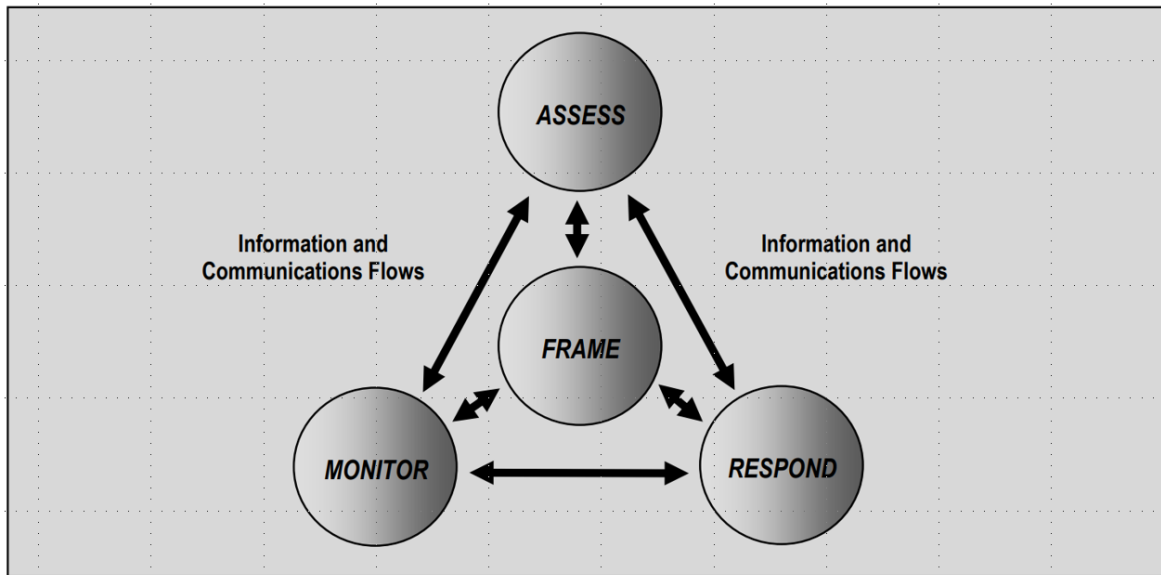 ASSESS
Information and
Communications Flows
Information and
Communications Flows
FRAME
MONITOR
RESPOND